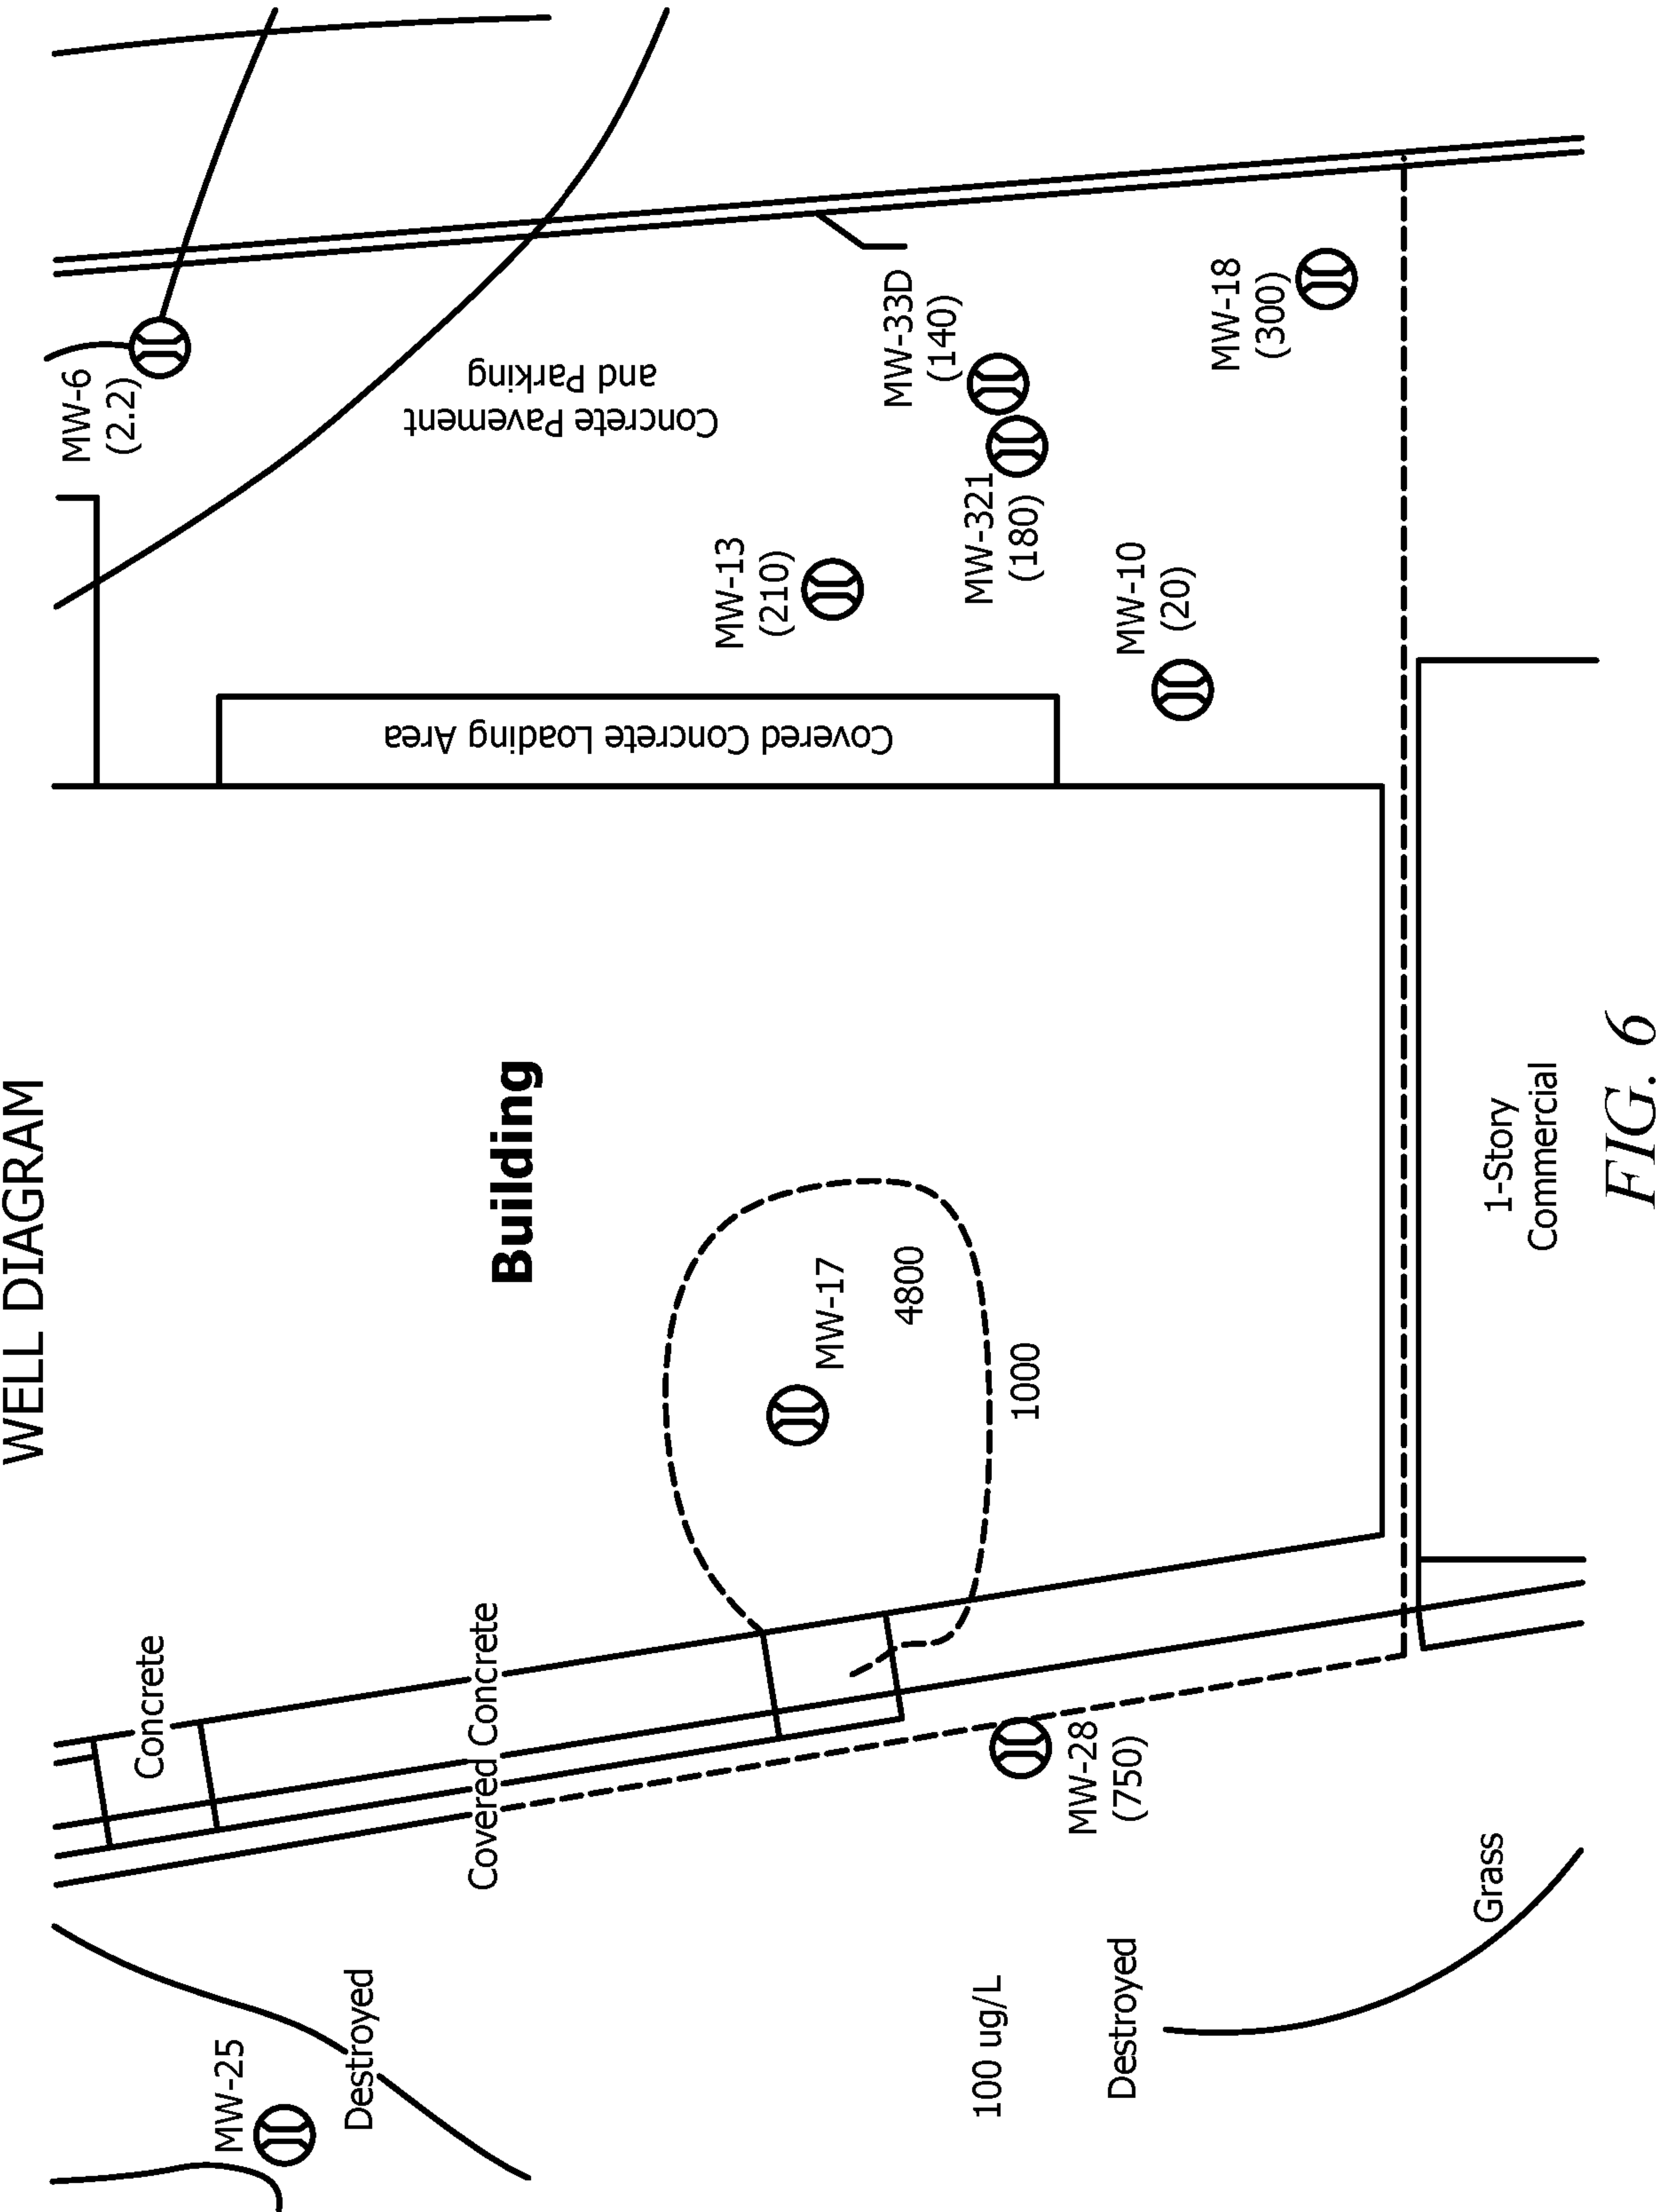 WELL DIAGRAM
MW-25
Destroyed
Concrete
Covered Concrete
Building
MW-6
(2.2)
Concrete Pavement
and Parking
Covered Concrete Loading Area
MW-13
(210)
MW-33D
(140)
MW-321
(180)
MW-10
(20)
MW-18
(300)
MW-17
4800
1000
MW-28
(750)
100 ug/L
Destroyed
Grass
1-Story
Commercial
FIG. 6